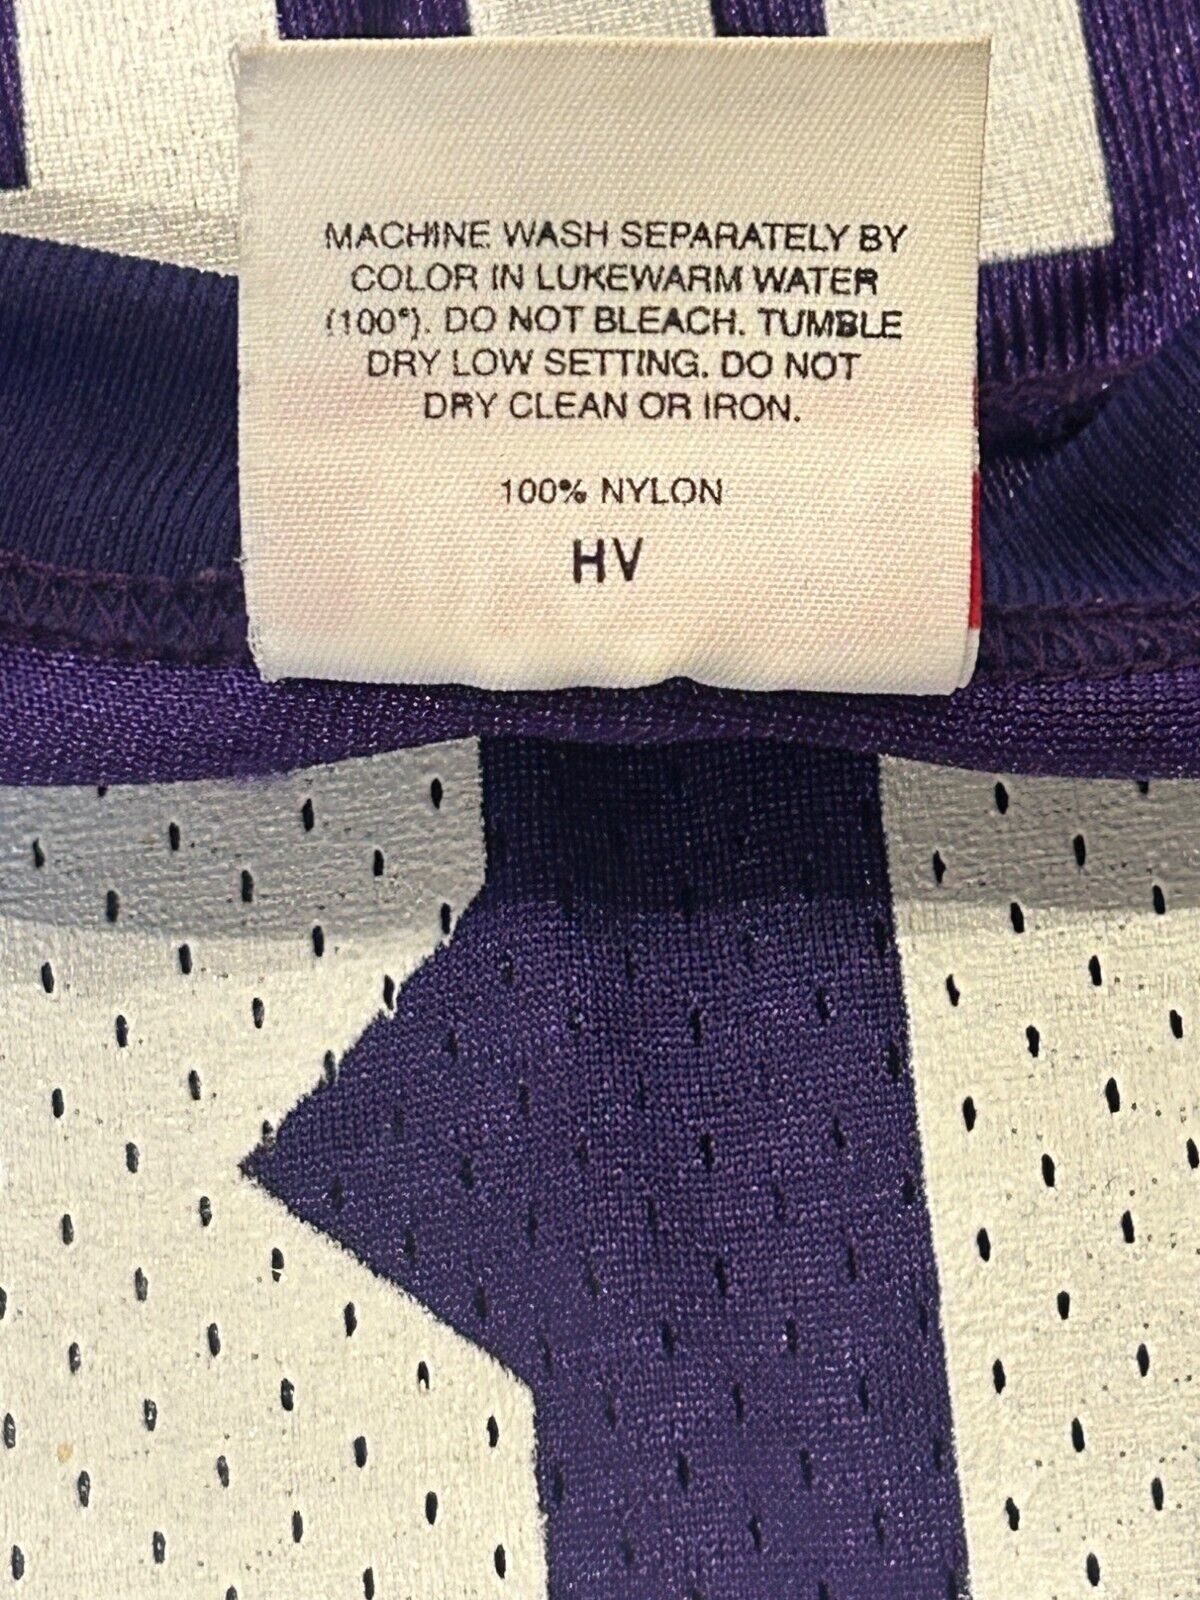 MACHINE WASH SEPARATELY BY
COLOR IN LUKEWARM WATER
(100°). DO NOT BLEACH. TUMBLE
DRY LOW SETTING. DO NOT
DRY CLEAN OR IRON.
100% NYLON
HV